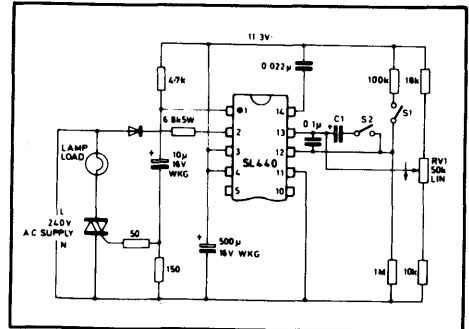 11 3V
0 022µ
4·7k
100k
18k
6 8k5W
1
14
0 1µ
C1
S2
S1
2
13
3
12
SL440
4
11
5
10
LAMP
LOAD
10µ
16V
WKG
RV1
50k
LIN
L
240V
A C SUPPLY
N
50
150
500µ
16V WKG
1M
10k